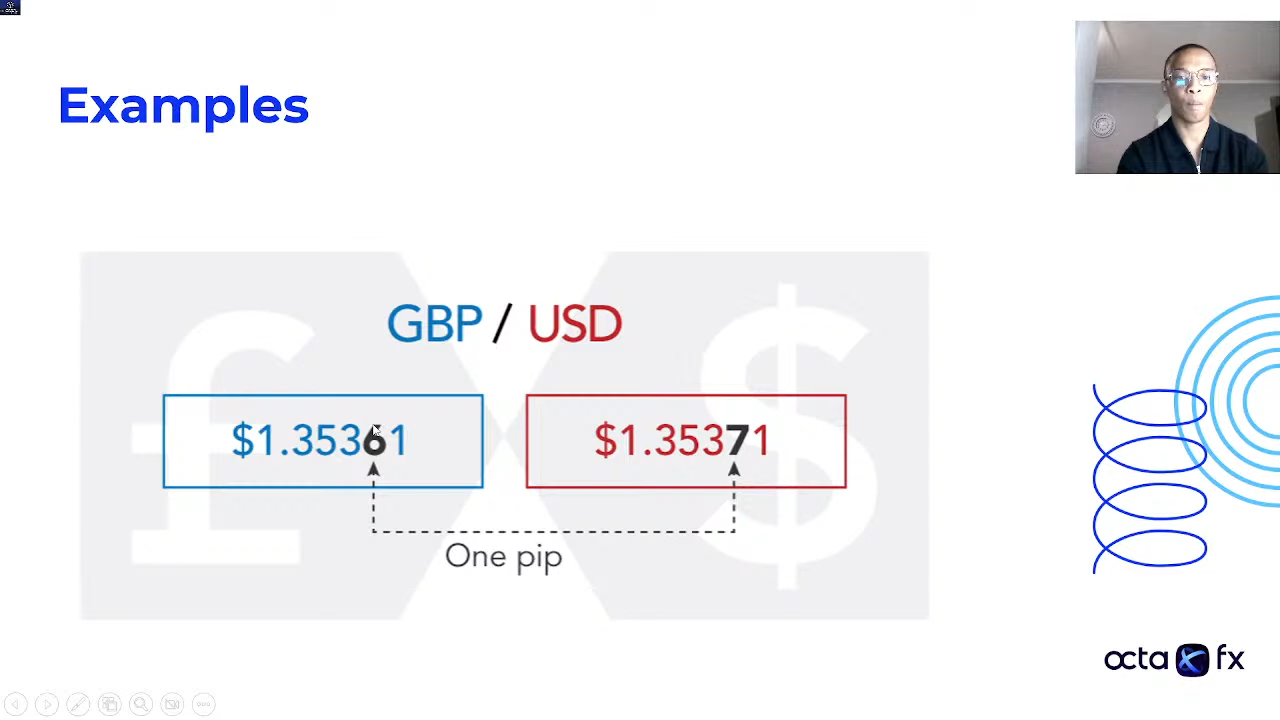 Examples
GBP / USD
$1.35361
$1.35371
One pip
octa fx